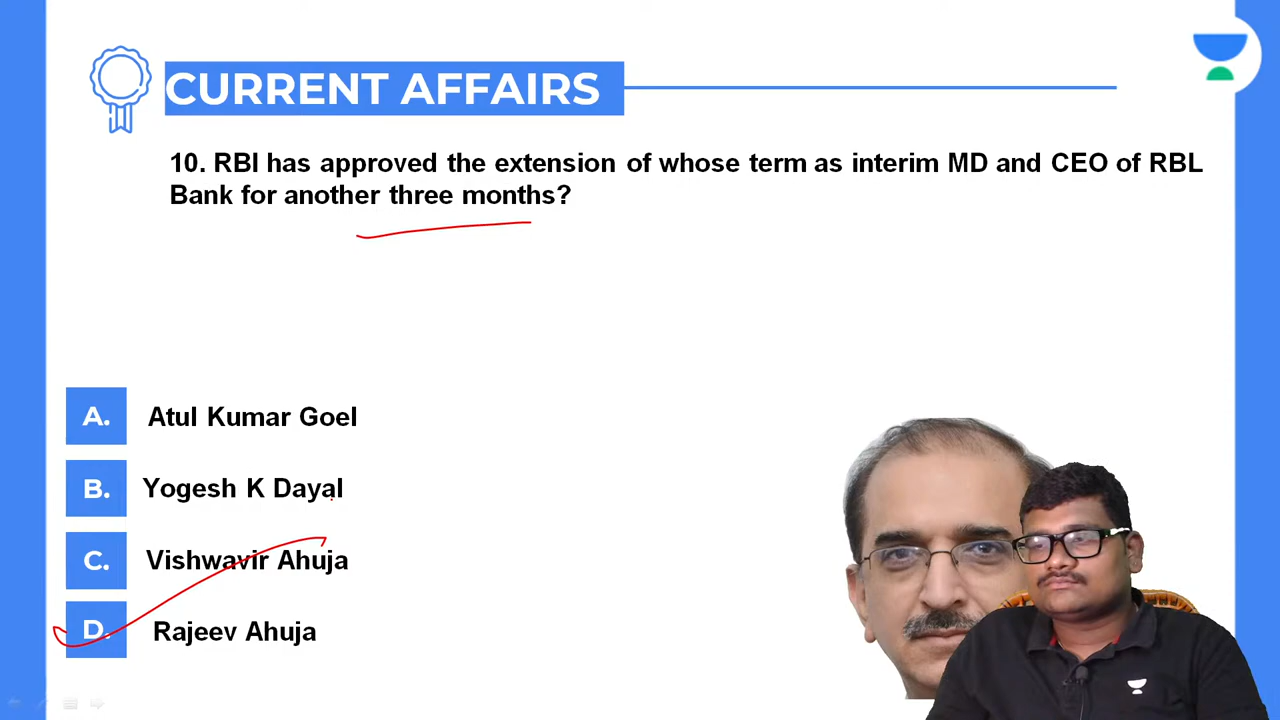 CURRENT AFFAIRS
10. RBI has approved the extension of whose term as interim MD and CEO of RBL
Bank for another three months?
A. Atul Kumar Goel
B. Yogesh K Dayal
C. Vishwavir Ahuja
D. Rajeev Ahuja